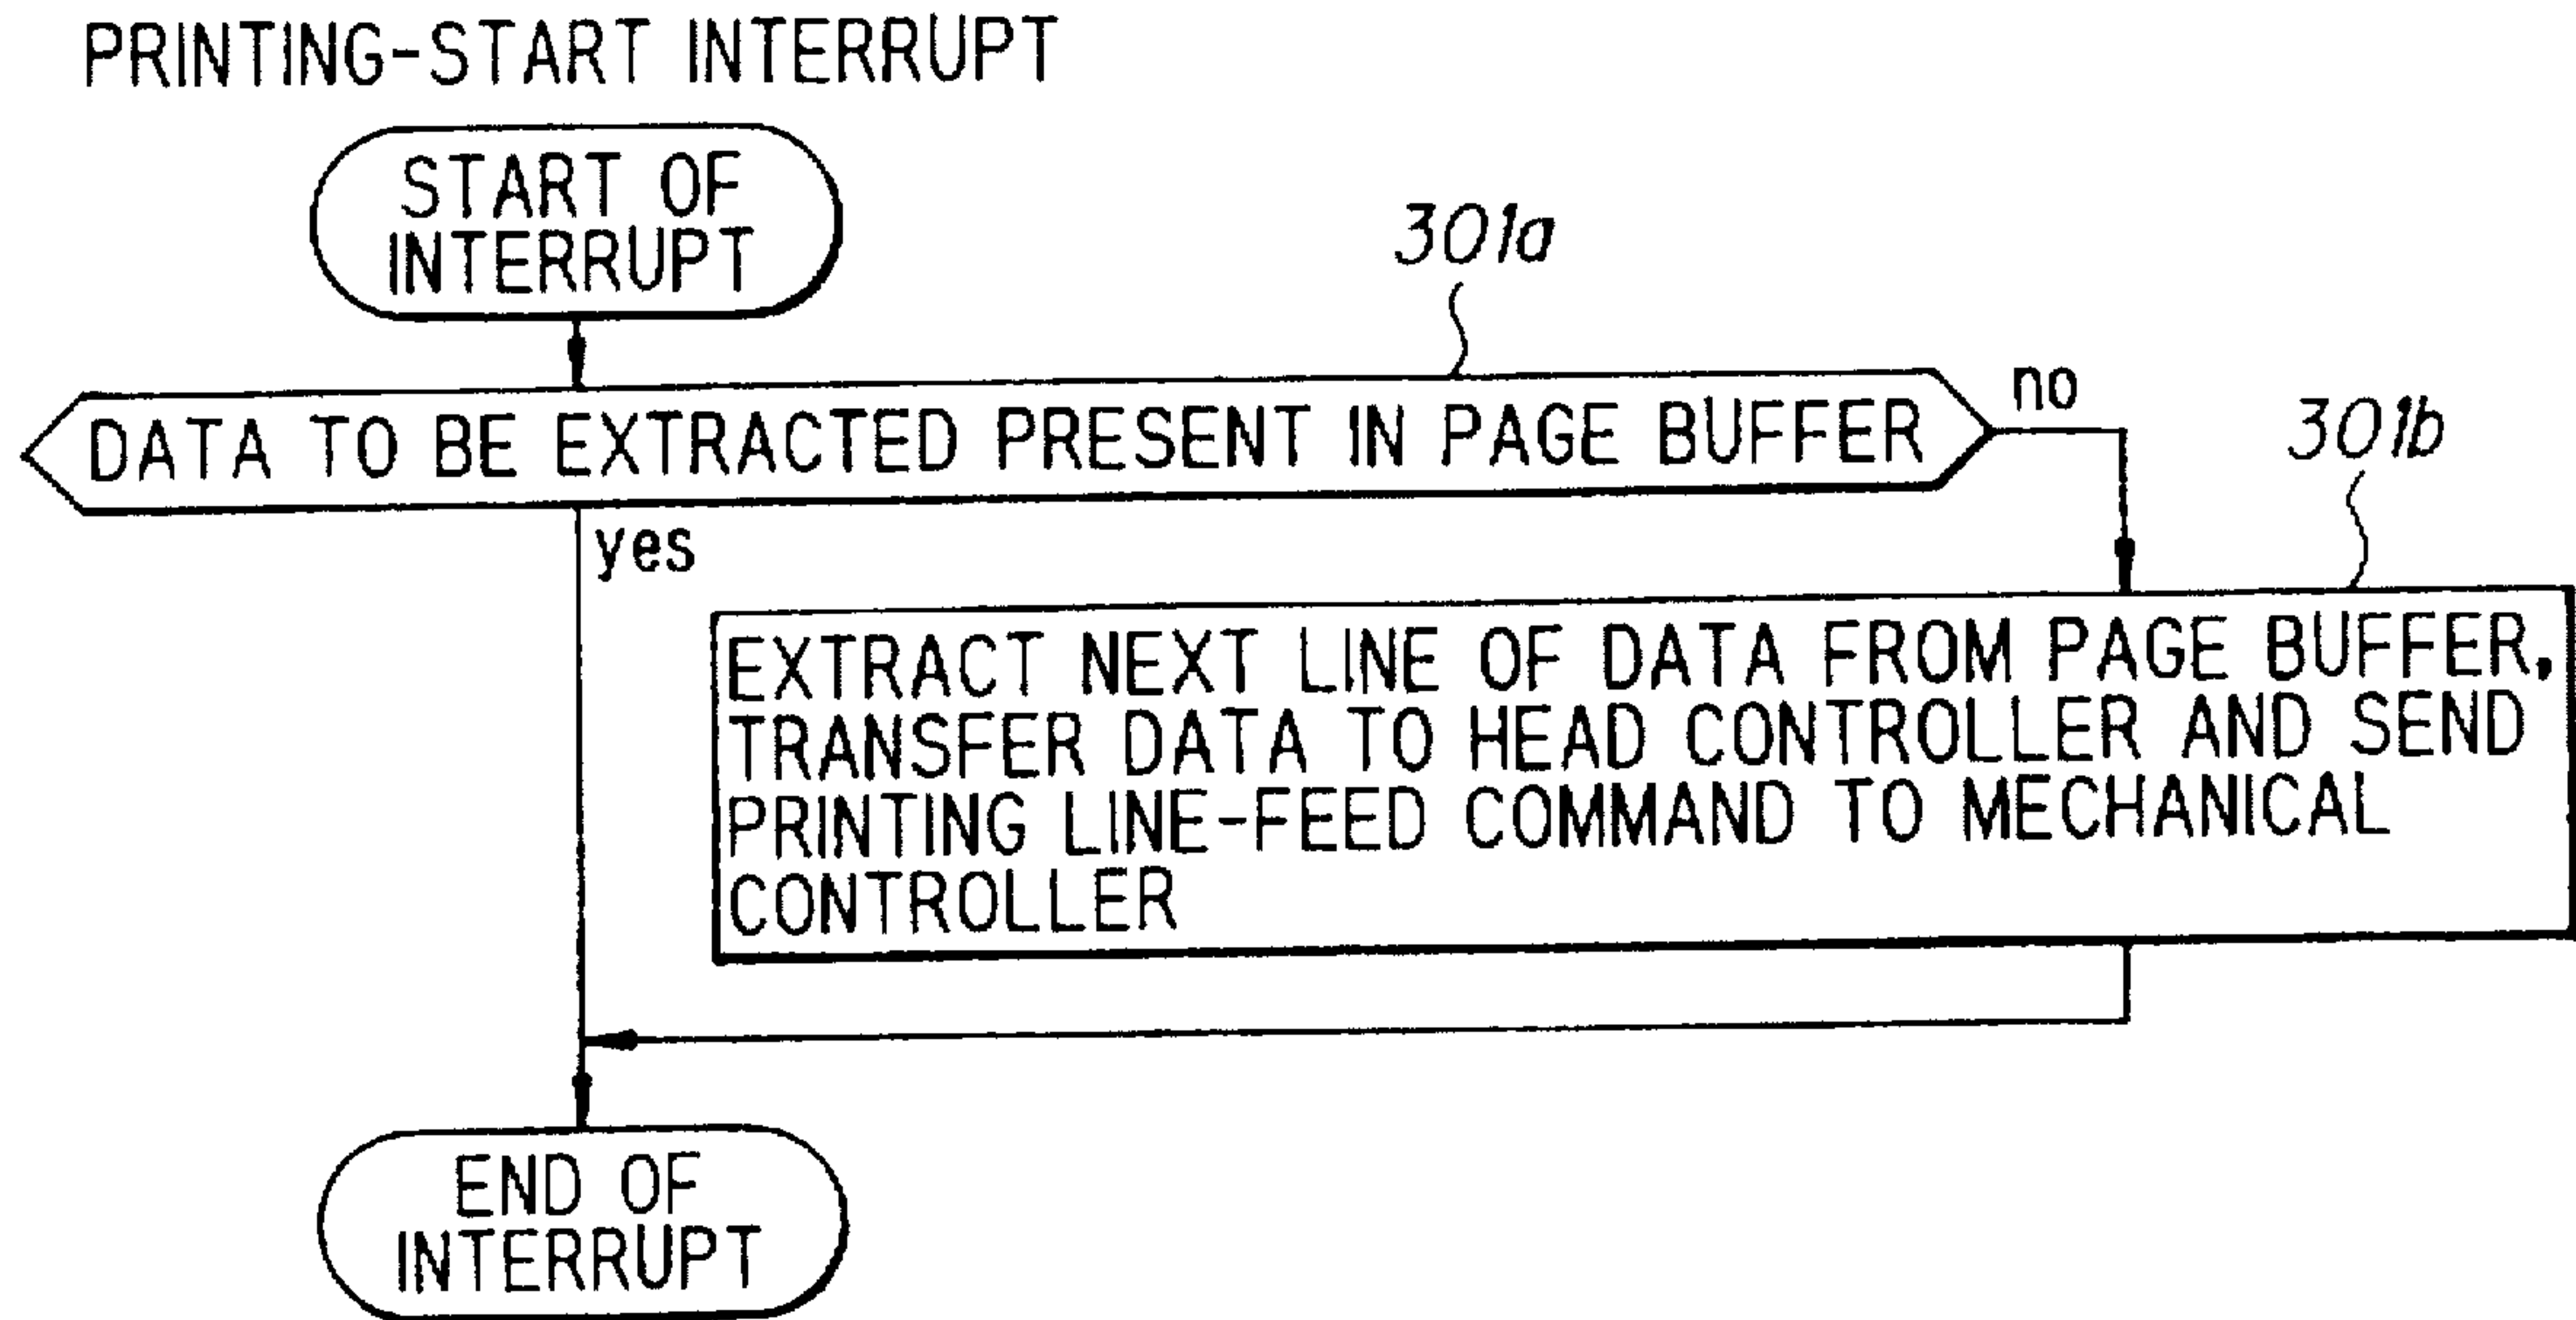 PRINTING-START INTERRUPT
START OF
INTERRUPT
301a
DATA TO BE EXTRACTED PRESENT IN PAGE BUFFER
no
301b
yes
EXTRACT NEXT LINE OF DATA FROM PAGE BUFFER,
TRANSFER DATA TO HEAD CONTROLLER AND SEND
PRINTING LINE-FEED COMMAND TO MECHANICAL
CONTROLLER
END OF
INTERRUPT